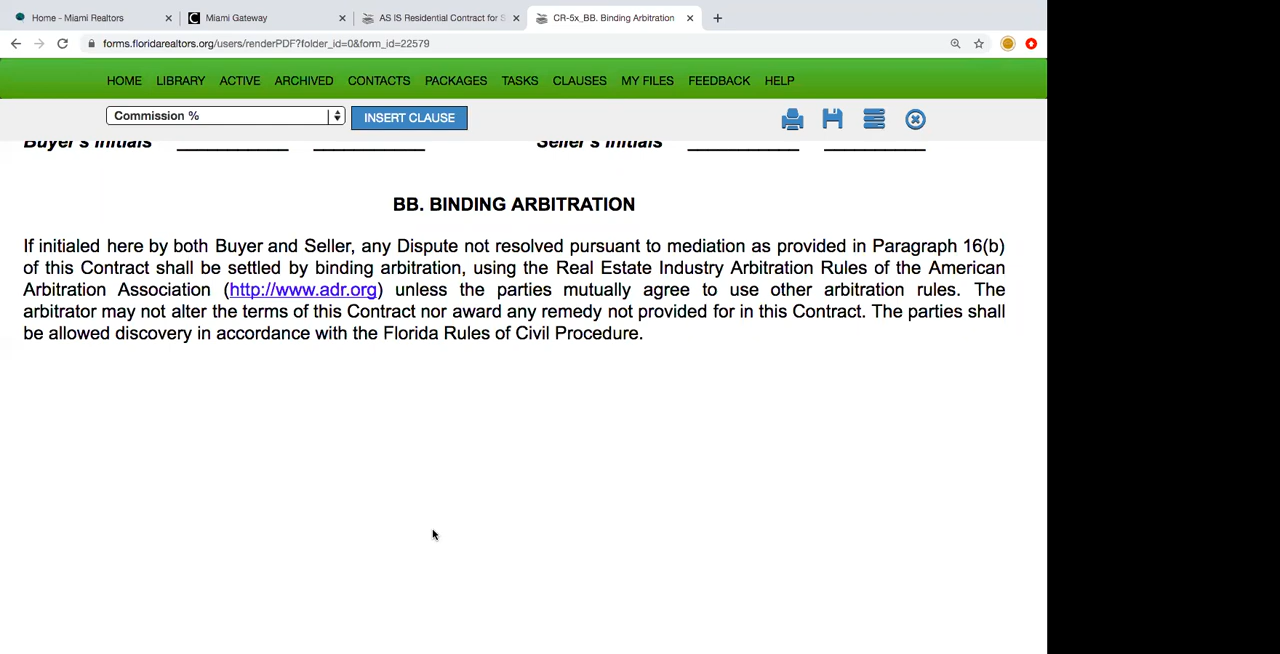 Home - Miami Realtors
Miami Gateway
AS IS Residential Contract for S
CR-5x_BB. Binding Arbitration
forms.floridarealtors.org/users/renderPDF?folder_id=0&form_id=22579
HOME LIBRARY ACTIVE ARCHIVED CONTACTS PACKAGES TASKS CLAUSES MY FILES FEEDBACK HELP
Commission % INSERT CLAUSE
Buyer's Initials Seller's Initials
BB. BINDING ARBITRATION
If initialed here by both Buyer and Seller, any Dispute not resolved pursuant to mediation as provided in Paragraph 16(b)
of this Contract shall be settled by binding arbitration, using the Real Estate Industry Arbitration Rules of the American
Arbitration Association (http://www.adr.org) unless the parties mutually agree to use other arbitration rules. The
arbitrator may not alter the terms of this Contract nor award any remedy not provided for in this Contract. The parties shall
be allowed discovery in accordance with the Florida Rules of Civil Procedure.